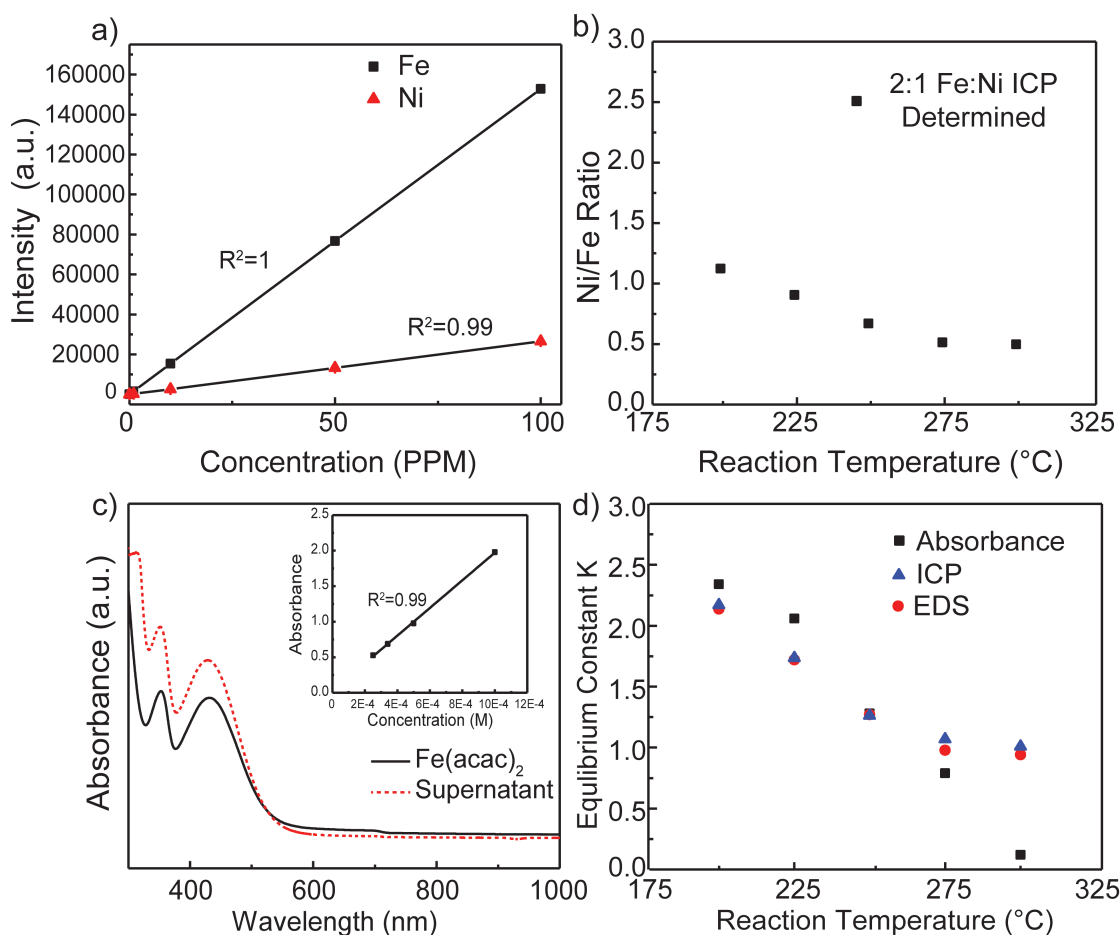 a)
Intensity (a.u.)
160000
140000
120000
100000
80000
60000
40000
20000
0
Fe
Ni
R²=1
R²=0.99
0
50
100
Concentration (PPM)
b)
Ni/Fe Ratio
3.0
2.5
2.0
1.5
1.0
0.5
0.0
2:1 Fe:Ni ICP
Determined
175
225
275
325
Reaction Temperature (°C)
c)
Absorbance (a.u.)
Absorbance
2.5
2.0
1.5
1.0
0.5
0.0
R²=0.99
0
2E-4
4E-4
6E-4
8E-4
10E-4
12E-4
Concentration (M)
Fe(acac)₂
Supernatant
400
600
800
1000
Wavelength (nm)
d)
Equlibrium Constant K
3.0
2.5
2.0
1.5
1.0
0.0
Absorbance
ICP
EDS
175
225
275
325
Reaction Temperature (°C)